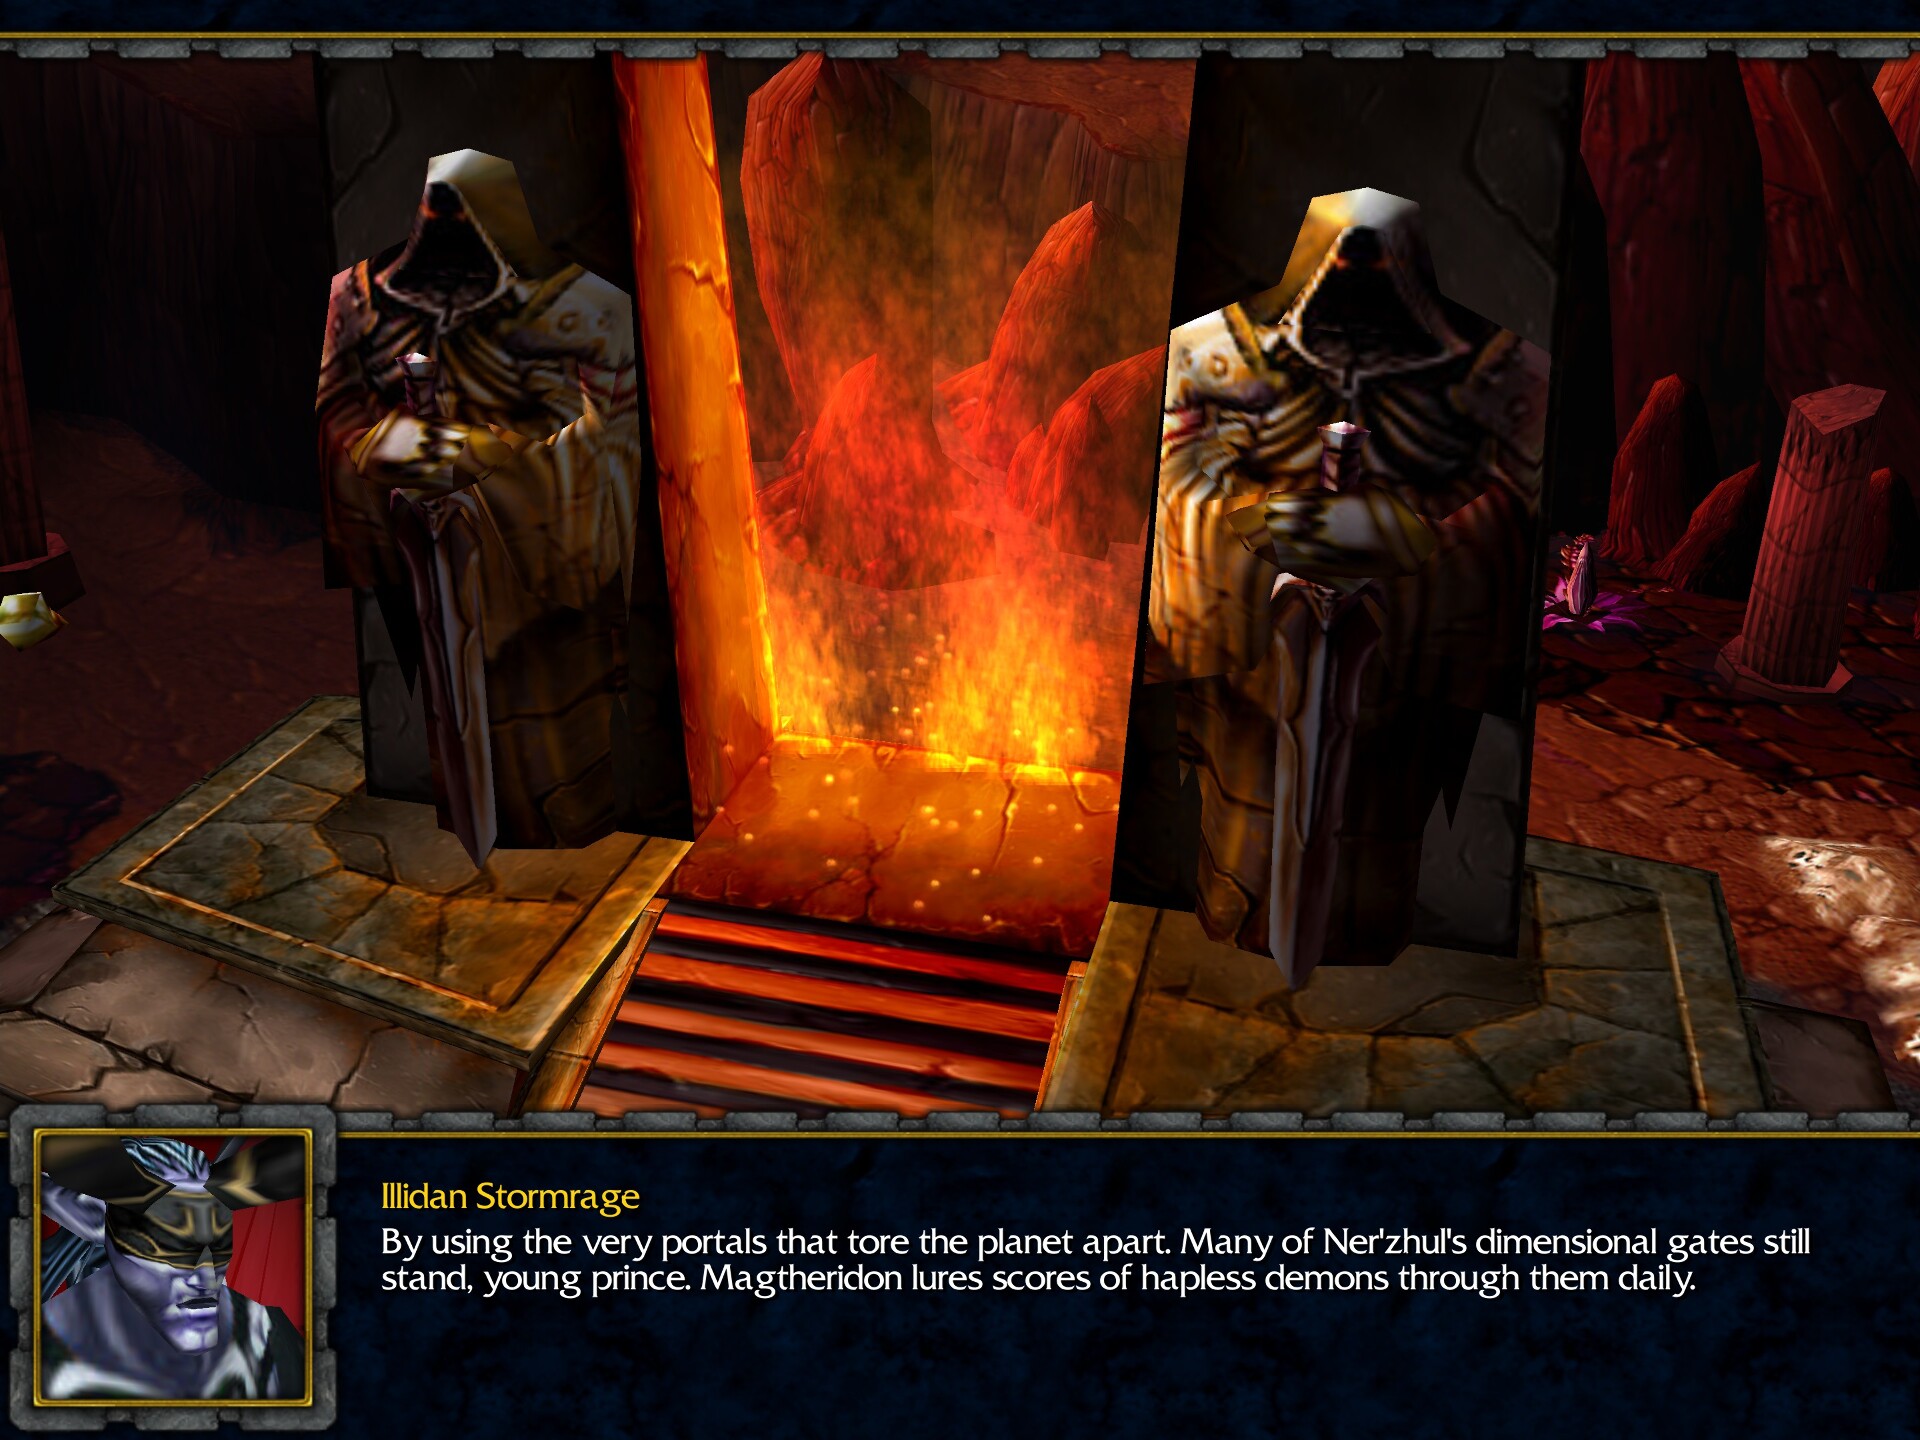 Illidan Stormrage
By using the very portals that tore the planet apart. Many of Ner'zhul's dimensional gates still
stand, young prince. Magtheridon lures scores of hapless demons through them daily.